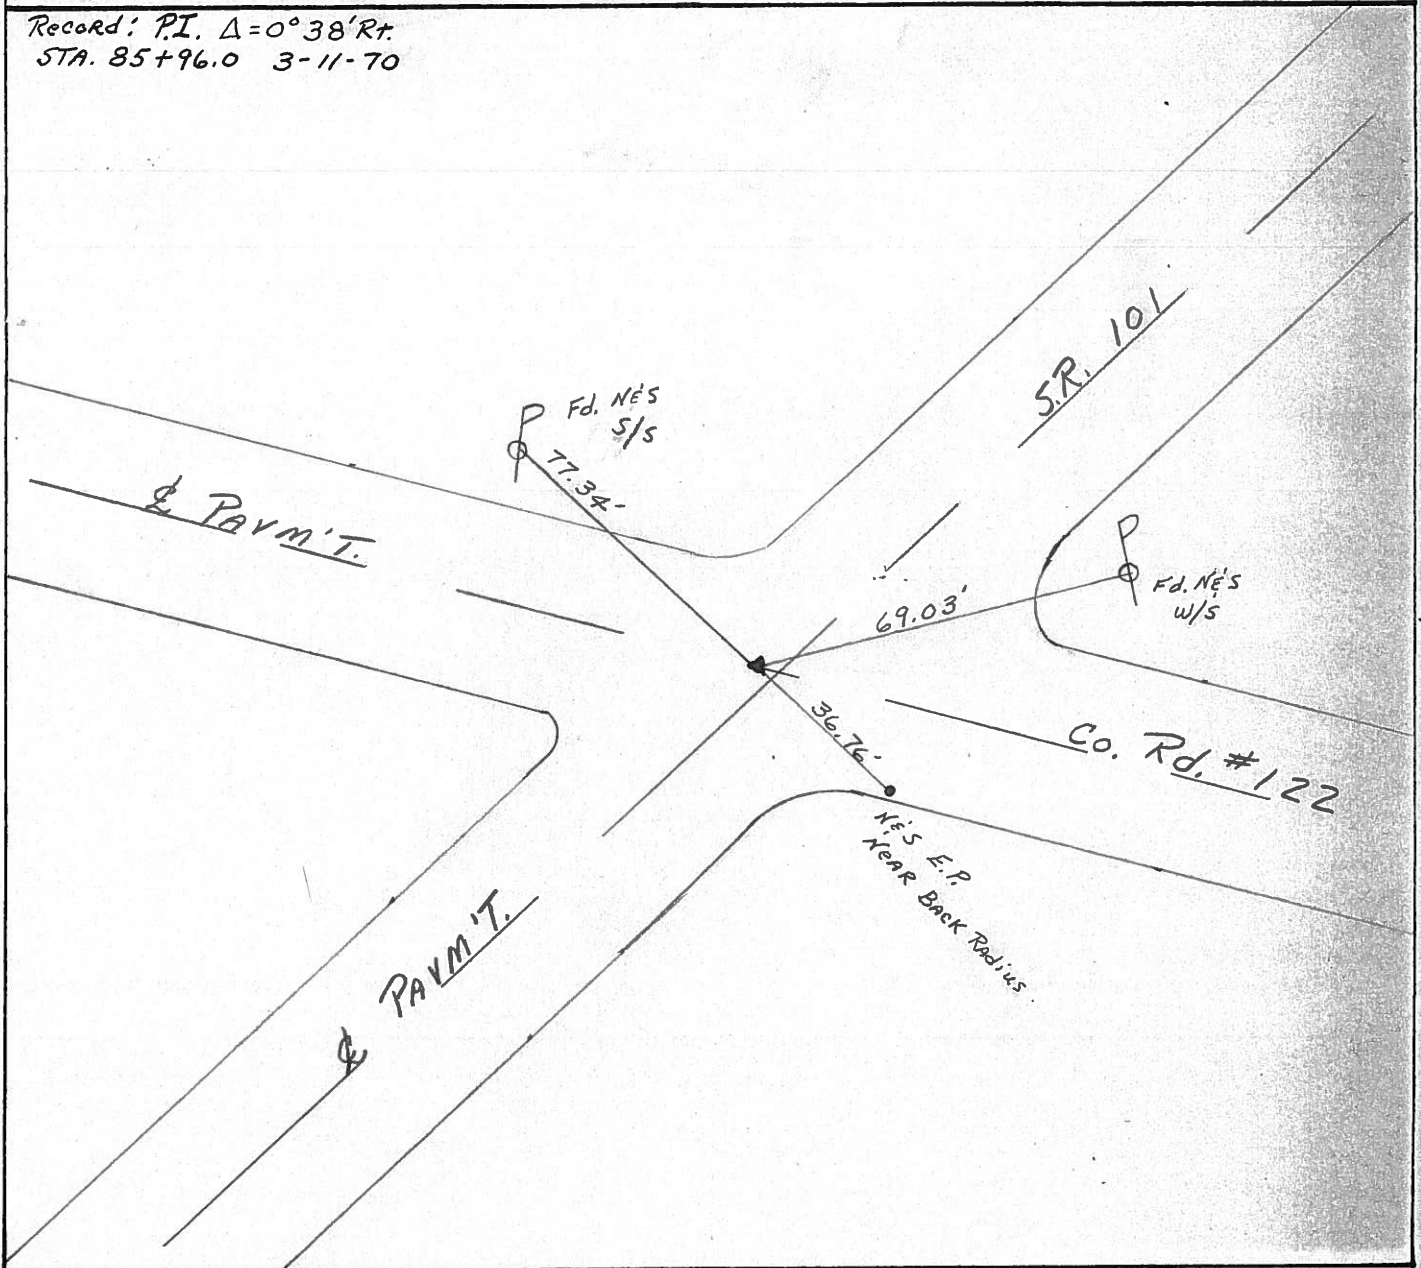 Record: P.I. Δ=0°38'Rt.
STA. 85+96.0 3-11-70
S.R. 101
P
Fd. N&S
S/S
77.34'
℄ PAVM'T.
P
Fd. N&S
W/S
69.03'
36.76'
Co. Rd. #122
N&S E.P.
NEAR BACK RADIUS.
℄ PAVM'T.